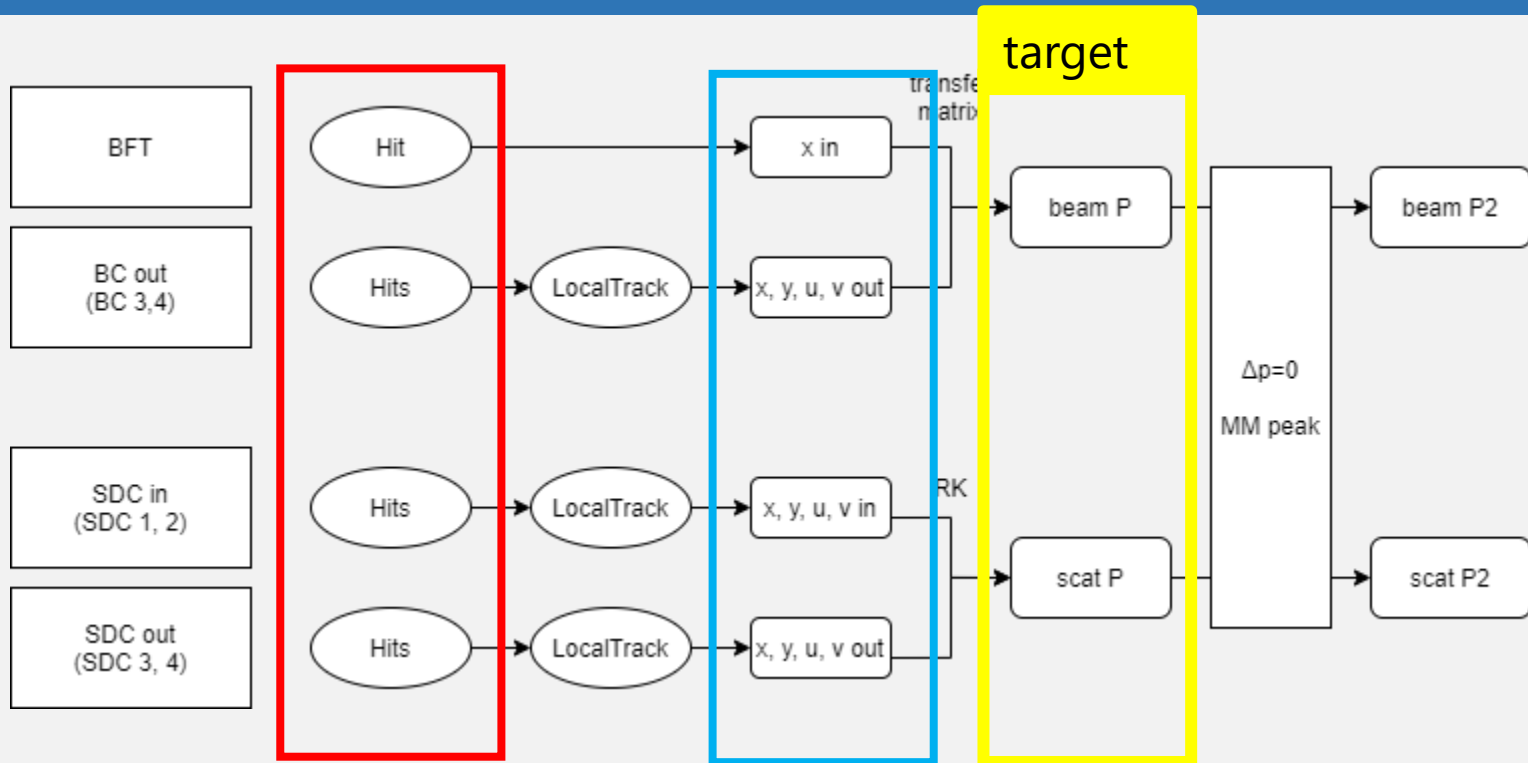 target
transfe
matrix
BFT
Hit
x in
beam P
beam P2
BC out
(BC 3,4)
Hits
LocalTrack
x, y, u, v out
Δp=0
MM peak
SDC in
(SDC 1, 2)
Hits
LocalTrack
x, y, u, v in
RK
scat P
scat P2
SDC out
(SDC 3, 4)
Hits
LocalTrack
x, y, u, v out